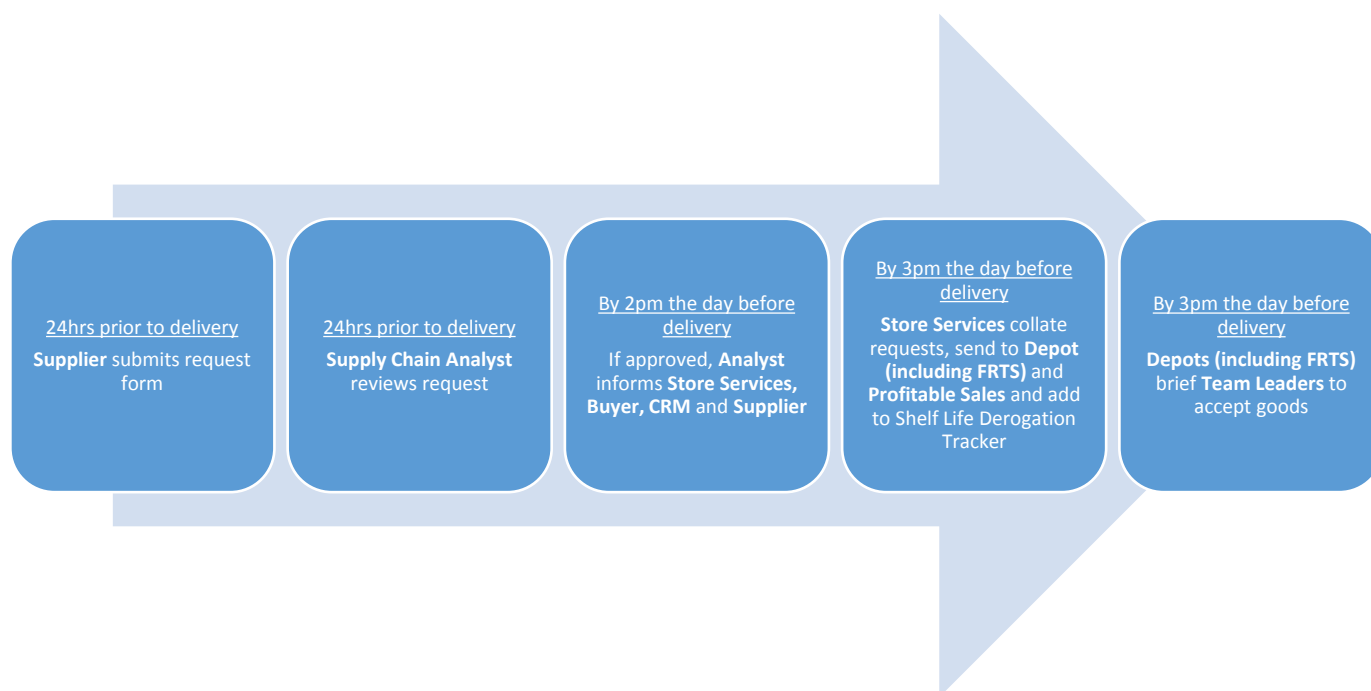 24hrs prior to delivery
Supplier submits request
form
24hrs prior to delivery
Supply Chain Analyst
reviews request
By 2pm the day before
delivery
If approved, Analyst
informs Store Services,
Buyer, CRM and Supplier
By 3pm the day before
delivery
Store Services collate
requests, send to Depot
(including FRTS) and
Profitable Sales and add
to Shelf Life Derogation
Tracker
By 3pm the day before
delivery
Depots (including FRTS)
brief Team Leaders to
accept goods